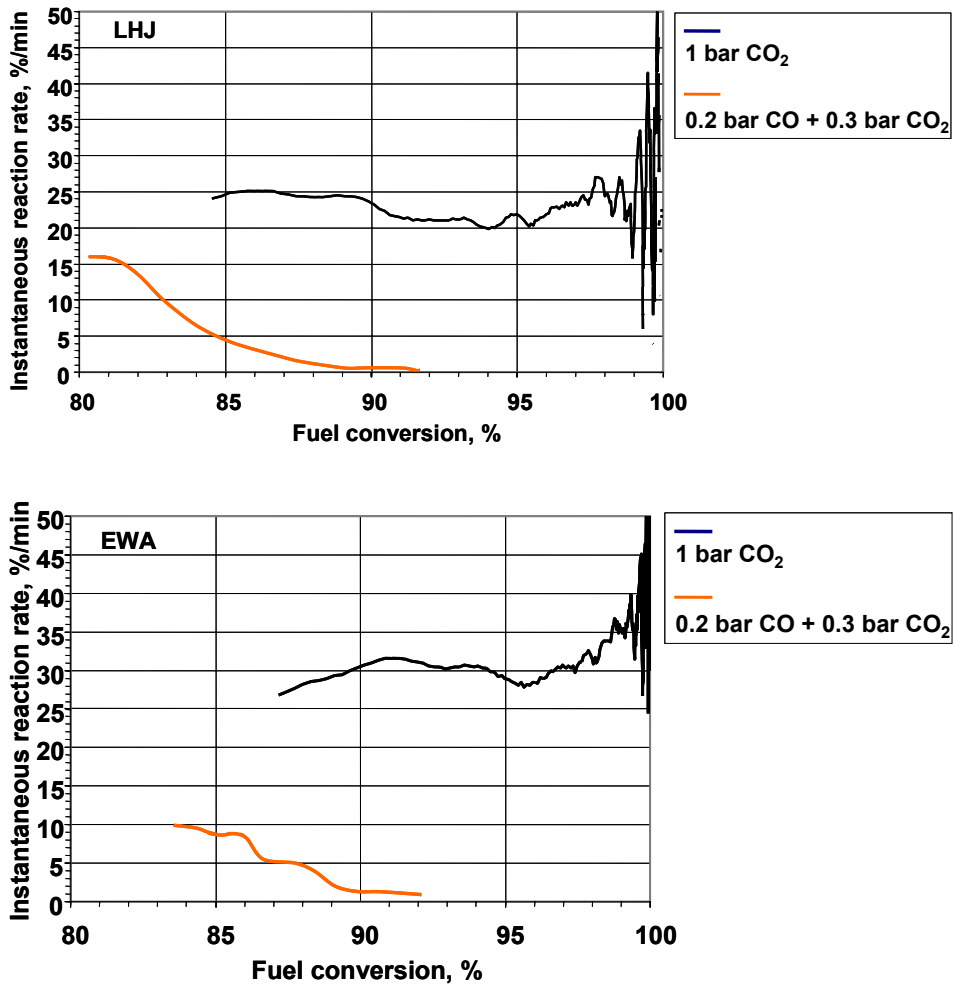 LHJ
Instantaneous reaction rate, %/min
50
45
40
35
30
25
20
15
10
5
0
80 85 90 95 100
Fuel conversion, %
1 bar CO₂
0.2 bar CO + 0.3 bar CO₂
EWA
Instantaneous reaction rate, %/min
50
45
40
35
30
25
20
15
10
5
0
80 85 90 95 100
Fuel conversion, %
1 bar CO₂
0.2 bar CO + 0.3 bar CO₂